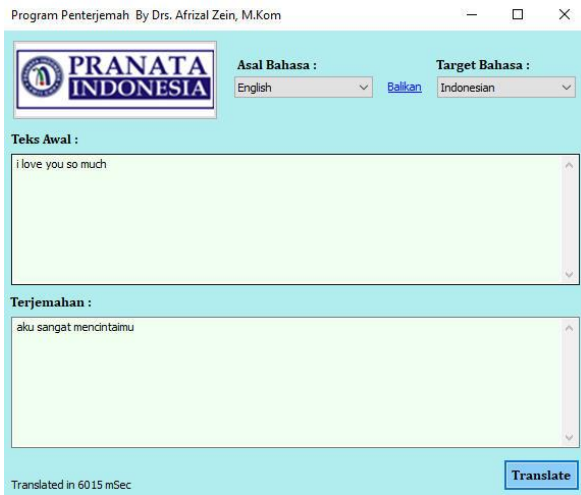 Program Penterjemah By Drs. Afrizal Zein, M.Kom
PRANATA
INDONESIA
Asal Bahasa :
English
Balikan
Target Bahasa :
Indonesian
Teks Awal :
i love you so much
Terjemahan :
aku sangat mencintaimu
Translated in 6015 mSec
Translate